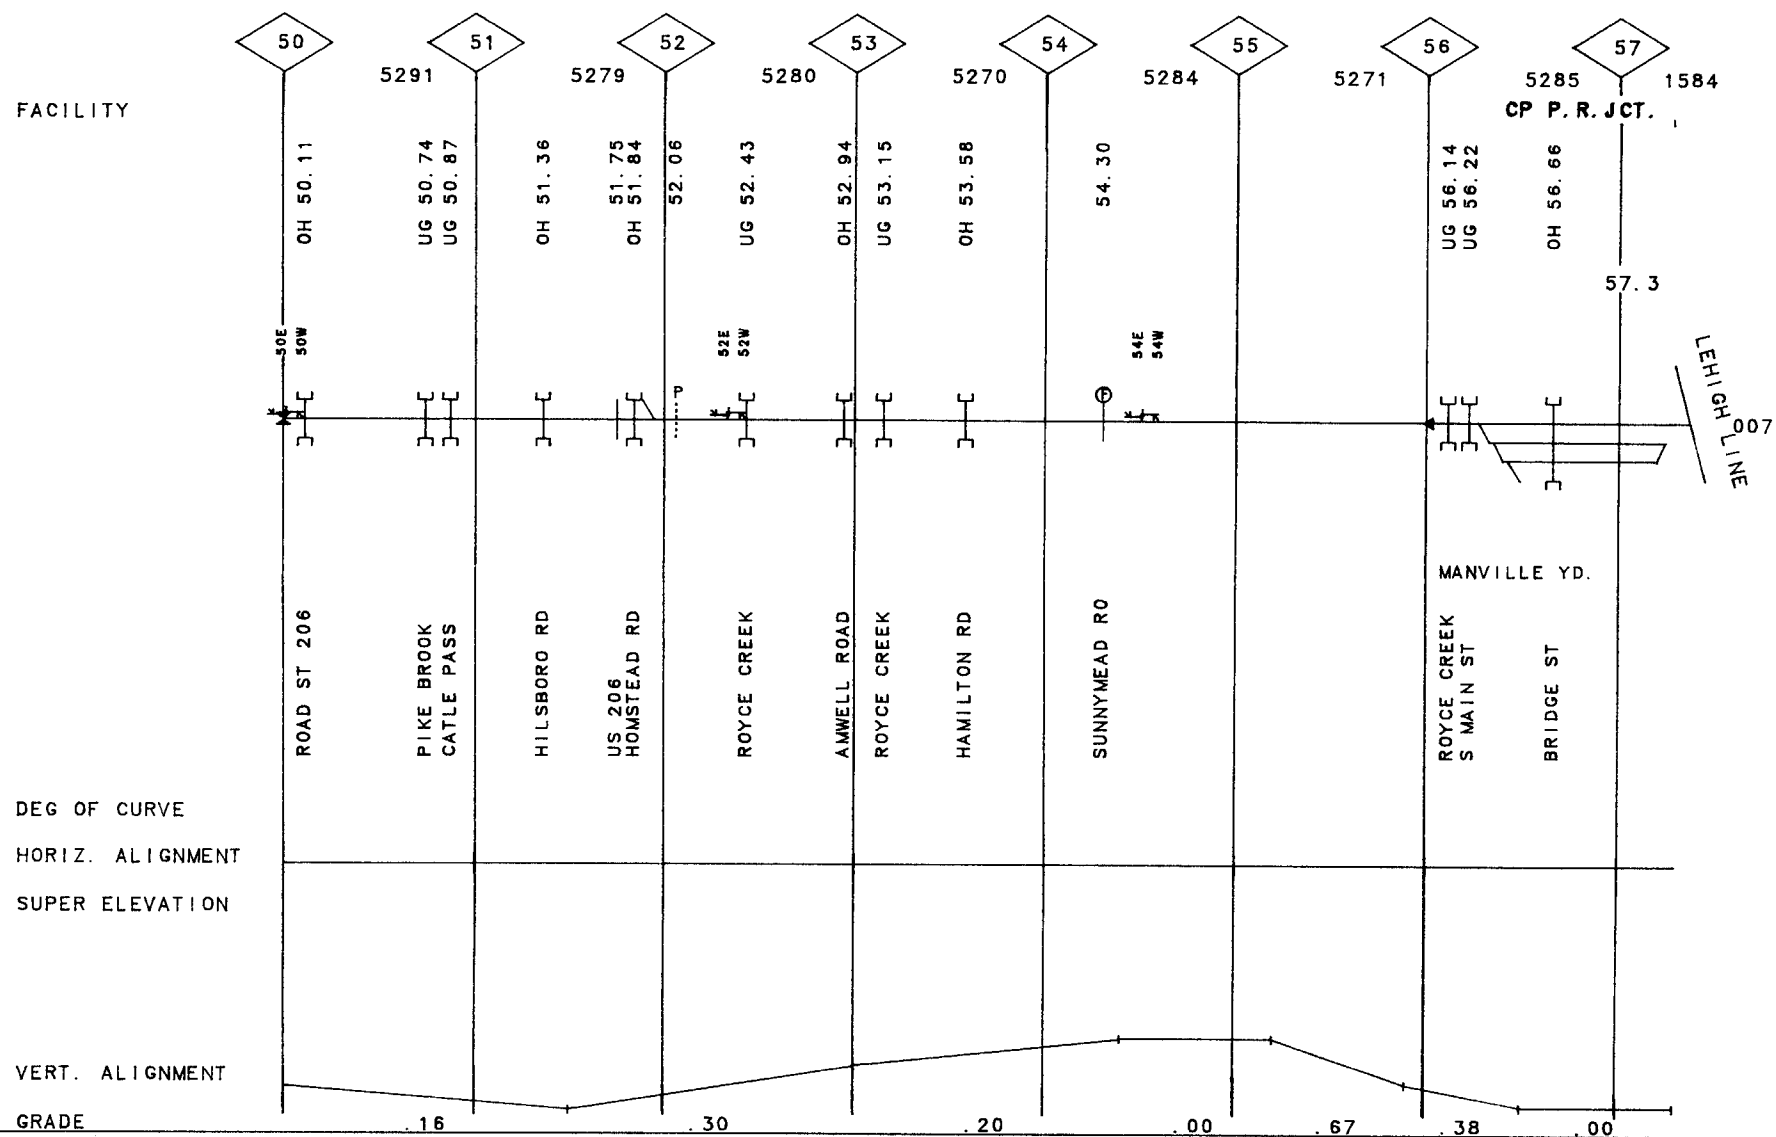 50
51
52
53
54
55
56
57
5291
5279
5280
5270
5284
5271
5285
1584
FACILITY
CP P.R. JCT.
OH 50.11
UG 50.74
UG 50.87
OH 51.36
51.75
OH 51.84
52.06
UG 52.43
OH 52.94
UG 53.15
OH 53.58
54.30
UG 56.14
UG 56.22
OH 56.66
57.3
50E
50W
52E
52W
54E
54W
P
F
LEHIGH LINE
007
MANVILLE YD.
ROAD ST 206
PIKE BROOK
CATLE PASS
HILSBORO RD
US 206
HOMSTEAD RD
ROYCE CREEK
AMWELL ROAD
ROYCE CREEK
HAMILTON RD
SUNNYMEAD RO
ROYCE CREEK
S MAIN ST
BRIDGE ST
DEG OF CURVE
HORIZ. ALIGNMENT
SUPER ELEVATION
VERT. ALIGNMENT
GRADE
.16
.30
.20
.00
.67
.38
.00